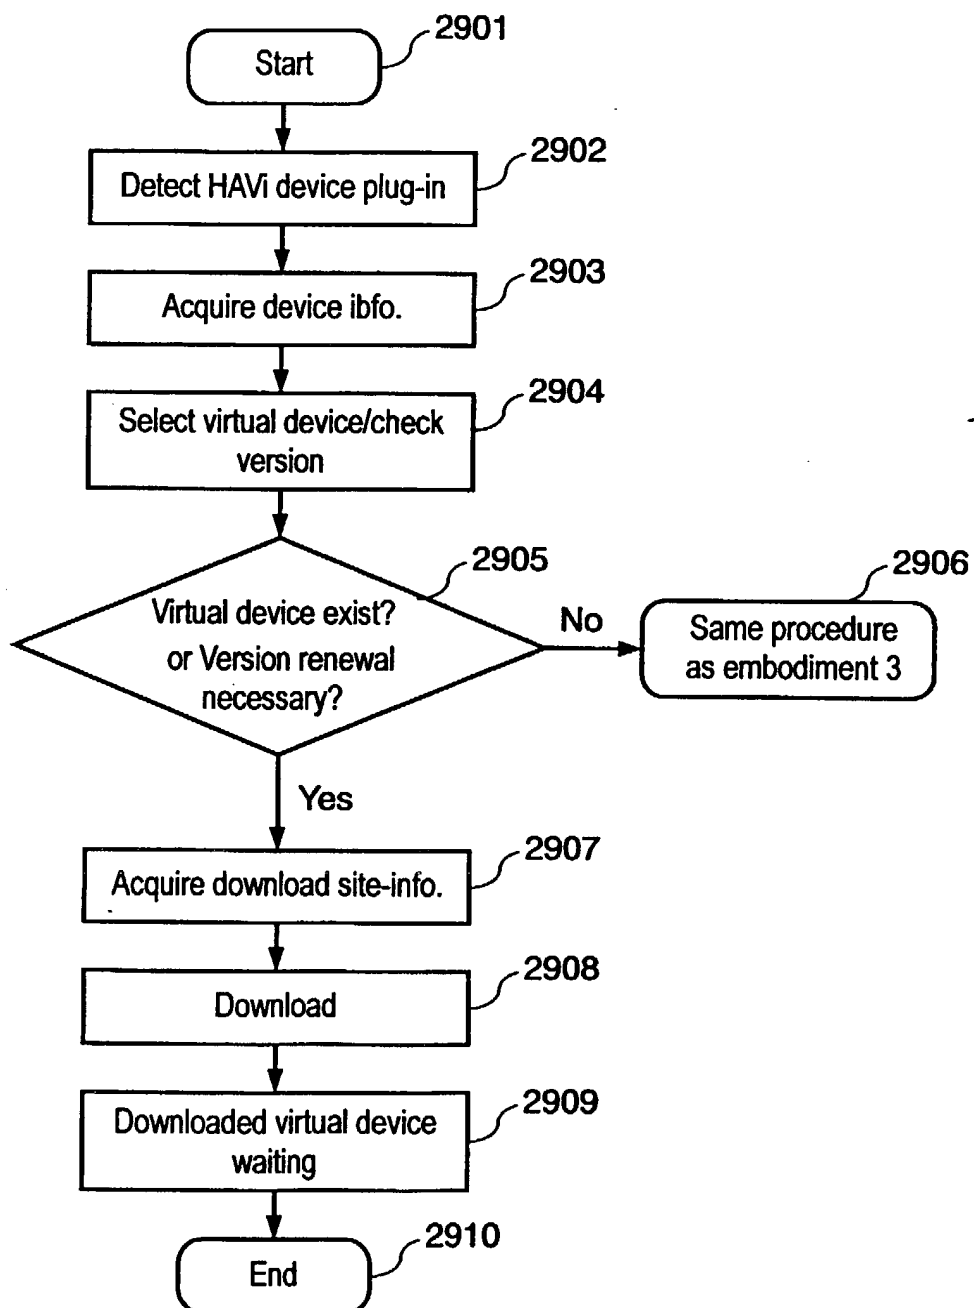 2901
Start
2902
Detect HAVi device plug-in
2903
Acquire device ibfo.
2904
Select virtual device/check
version
2905
Virtual device exist?
or Version renewal
necessary?
No
2906
Same procedure
as embodiment 3
Yes
2907
Acquire download site-info.
2908
Download
2909
Downloaded virtual device
waiting
2910
End